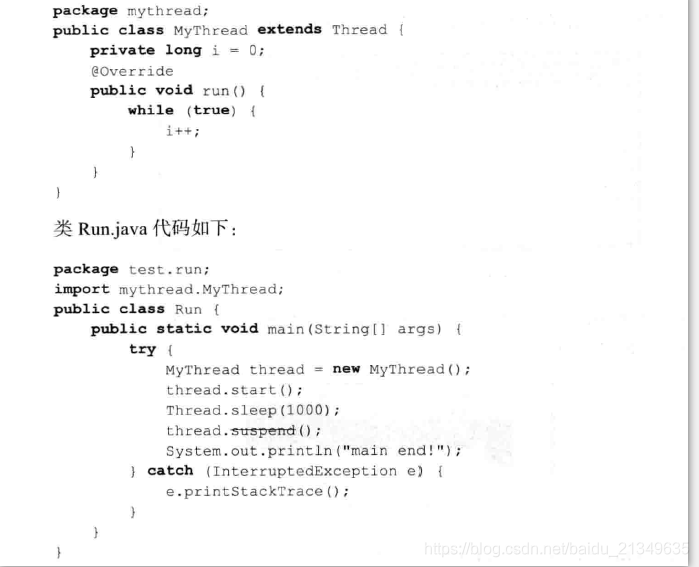 package mythread;
public class MyThread extends Thread {
    private long i = 0;
    @Override
    public void run() {
        while (true) {
            i++;
        }
    }
}
类 Run.java 代码如下：
package test.run;
import mythread.MyThread;
public class Run {
    public static void main(String[] args) {
        try {
            MyThread thread = new MyThread();
            thread.start();
            Thread.sleep(1000);
            thread.suspend();
            System.out.println("main end!");
        } catch (InterruptedException e) {
            e.printStackTrace();
        }
    }
}
https://blog.csdn.net/baidu_21349635